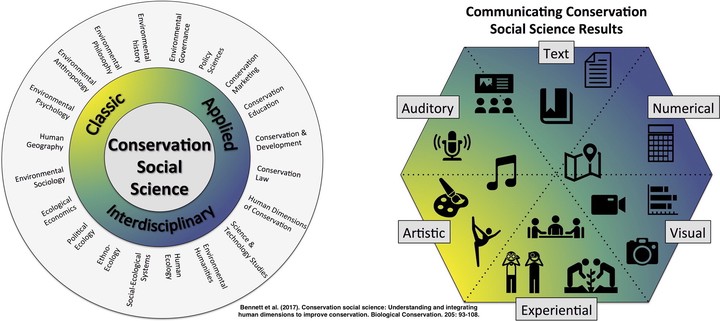 Environmental
Anthropology
Environmental
Philosophy
Environmental
history
Environmental
Governance
Policy
Sciences
Conservation
Marketing
Conservation
Education
Conservation &
Development
Conservation
Law
Human Dimensions
of Conservation
Science &
Technology Studies
Environmental
Humanities
Human
Ecology
Social-Ecological
Systems
Ethno-
Ecology
Political
Ecology
Ecological
Economics
Environmental
Sociology
Human
Geography
Environmental
Psychology
Classic
Applied
Interdisciplinary
Conservation
Social
Science
Communicating Conservation
Social Science Results
Text
Auditory
Numerical
Artistic
Visual
Experiential
Bennett et al. (2017). Conservation social science: Understanding and integrating
human dimensions to improve conservation. Biological Conservation. 205: 93-108.